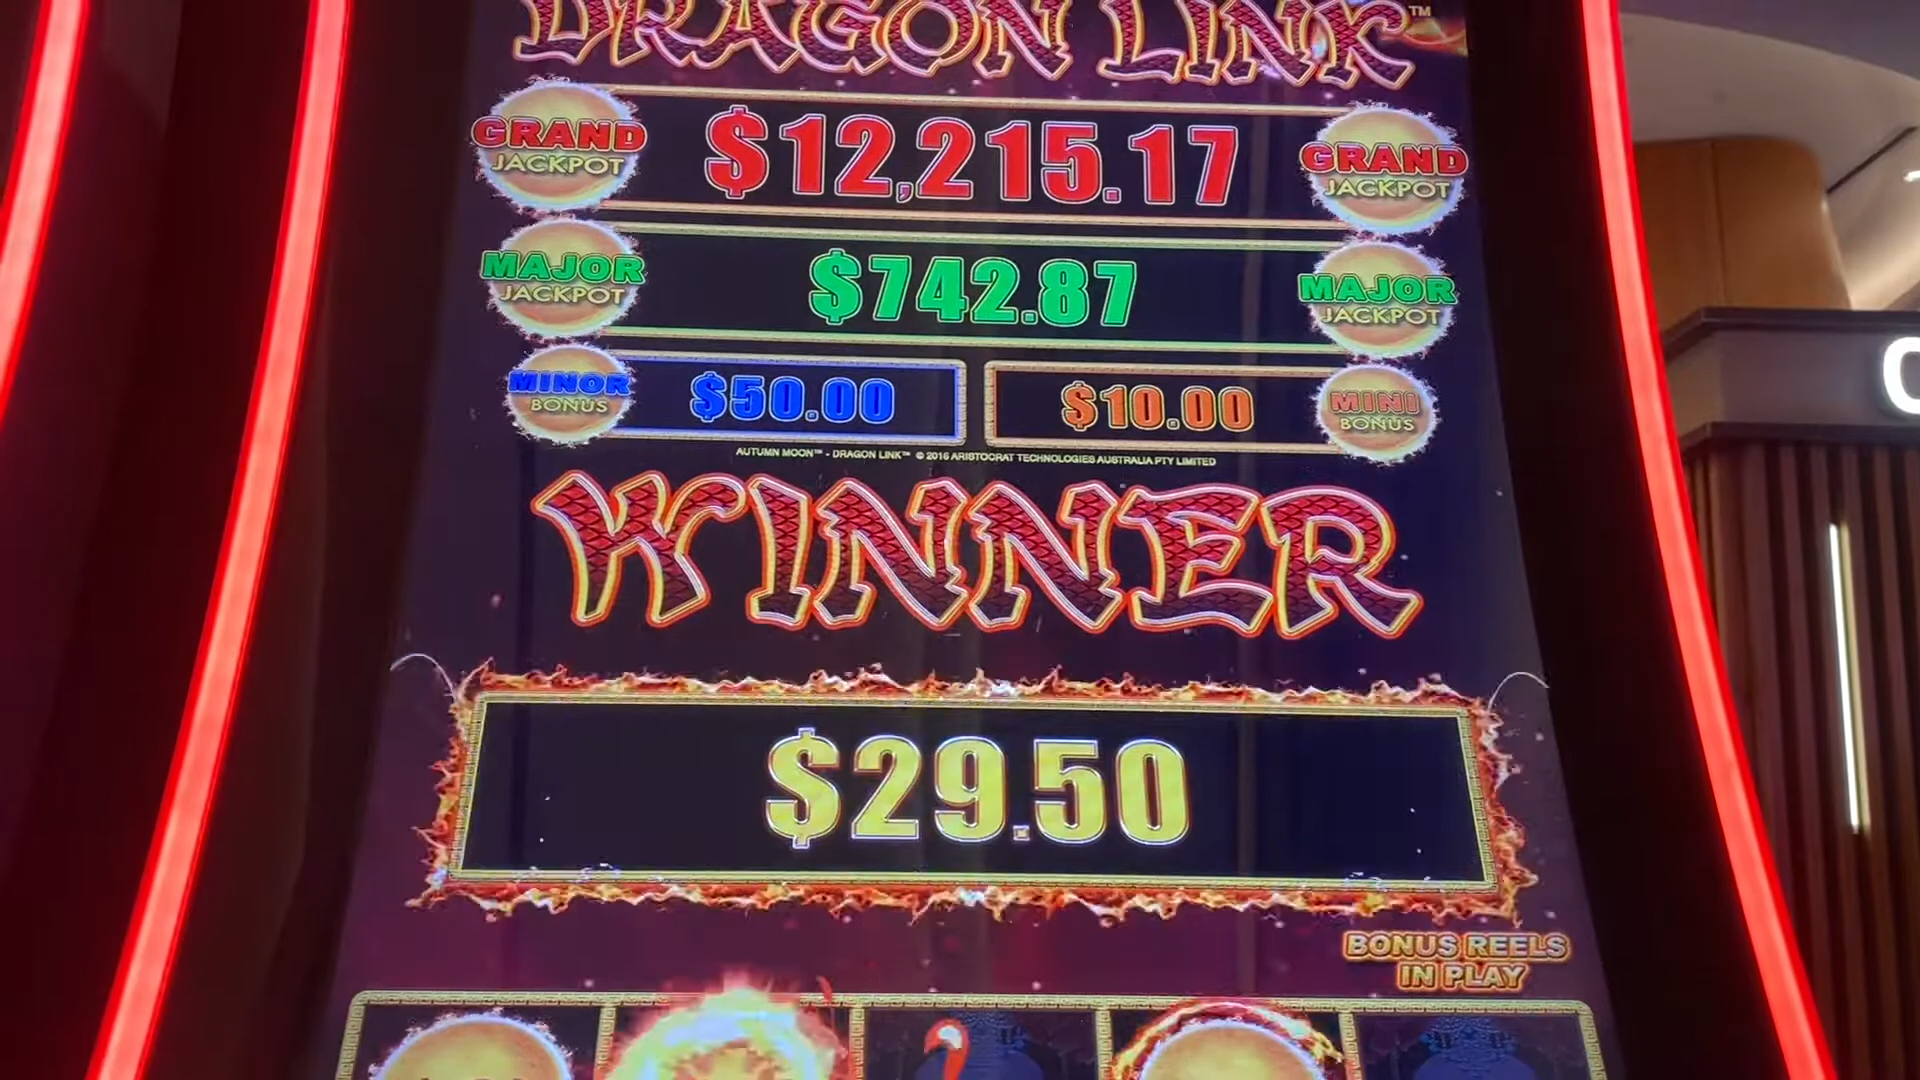 DRAGON LINK™
GRAND JACKPOT
$12,215.17
GRAND JACKPOT
MAJOR JACKPOT
$742.87
MAJOR JACKPOT
MINOR BONUS
$50.00
$10.00
MINI BONUS
AUTUMN MOON™ - DRAGON LINK™ © 2016 ARISTOCRAT TECHNOLOGIES AUSTRALIA PTY LIMITED
WINNER
$29.50
BONUS REELS
IN PLAY